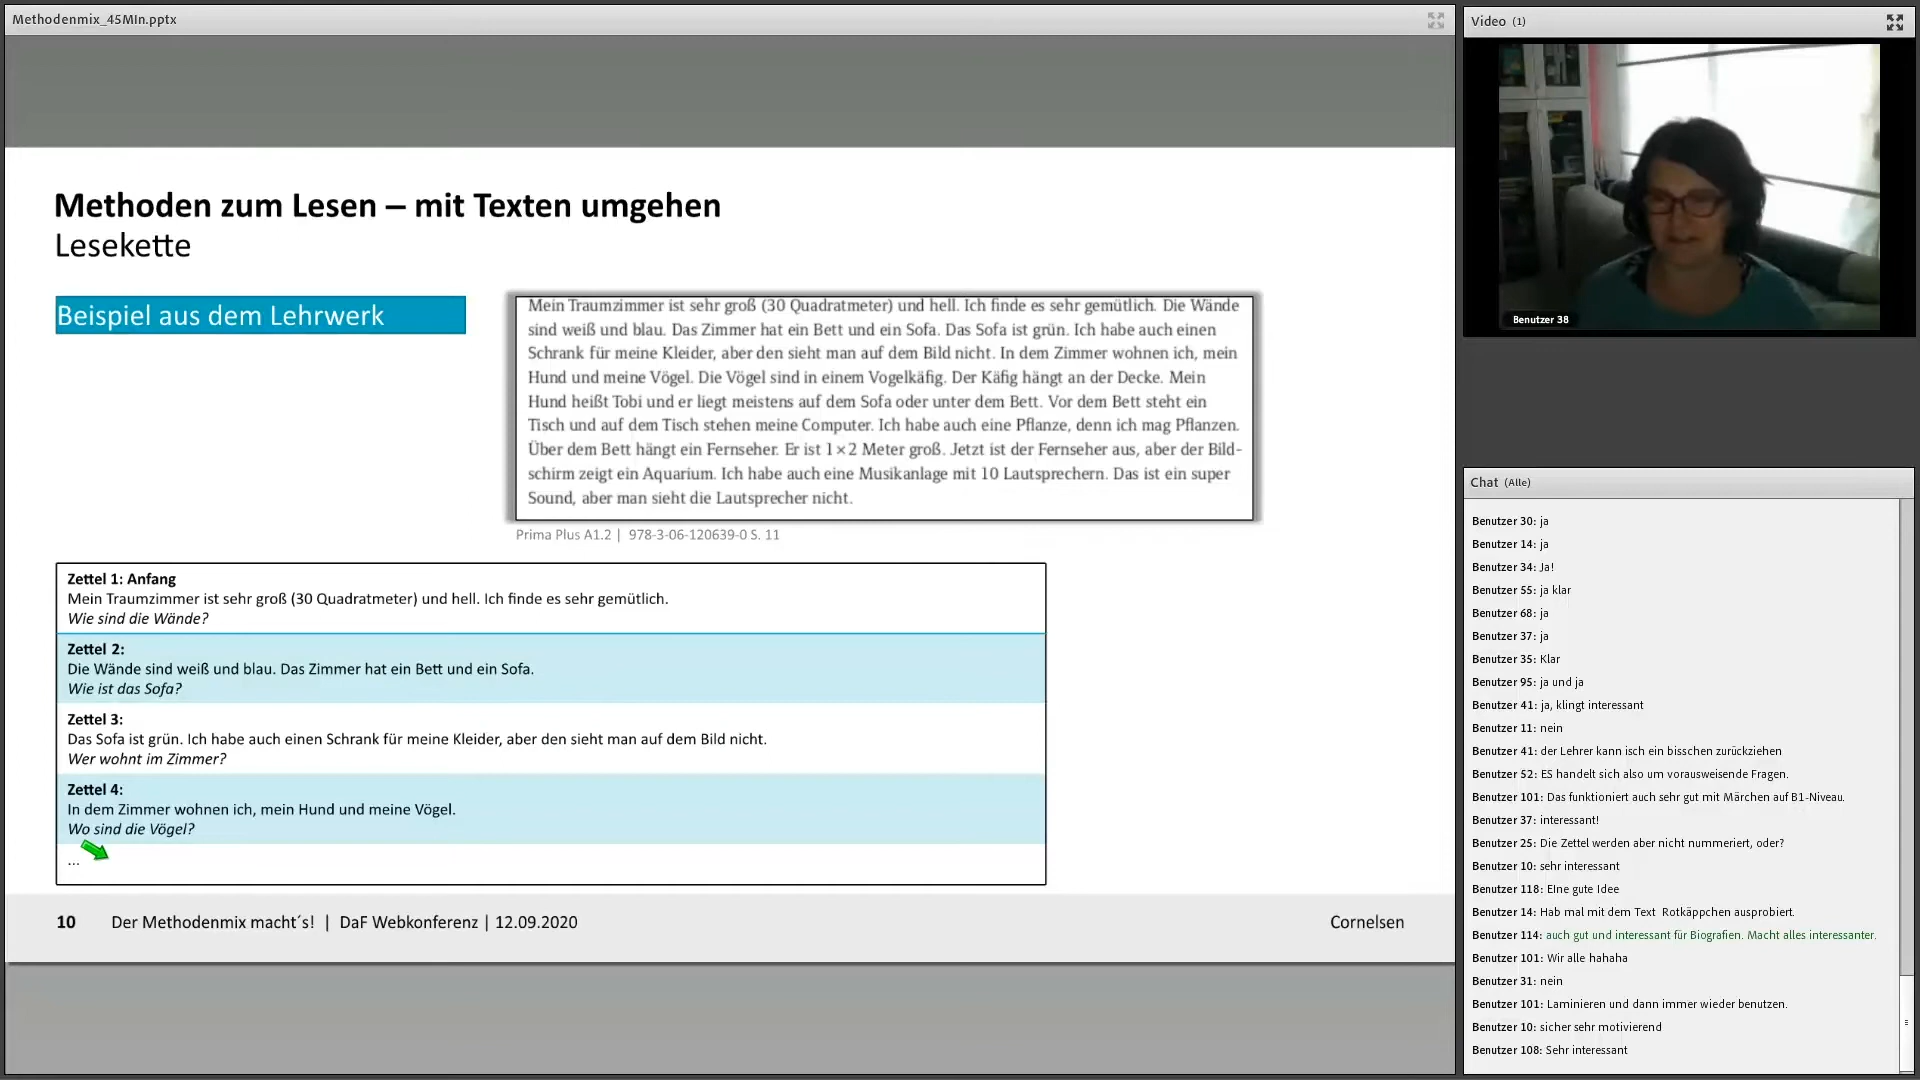 Methodenmix_45MIn.pptx
Methoden zum Lesen – mit Texten umgehen
Lesekette
Beispiel aus dem Lehrwerk
Mein Traumzimmer ist sehr groß (30 Quadratmeter) und hell. Ich finde es sehr gemütlich. Die Wände
sind weiß und blau. Das Zimmer hat ein Bett und ein Sofa. Das Sofa ist grün. Ich habe auch einen
Schrank für meine Kleider, aber den sieht man auf dem Bild nicht. In dem Zimmer wohnen ich, mein
Hund und meine Vögel. Die Vögel sind in einem Vogelkäfig. Der Käfig hängt an der Decke. Mein
Hund heißt Tobi und er liegt meistens auf dem Sofa oder unter dem Bett. Vor dem Bett steht ein
Tisch und auf dem Tisch stehen meine Computer. Ich habe auch eine Pflanze, denn ich mag Pflanzen.
Über dem Bett hängt ein Fernseher. Er ist 1×2 Meter groß. Jetzt ist der Fernseher aus, aber der Bild-
schirm zeigt ein Aquarium. Ich habe auch eine Musikanlage mit 10 Lautsprechern. Das ist ein super
Sound, aber man sieht die Lautsprecher nicht.
Prima Plus A1.2 | 978-3-06-120639-0 S. 11
Zettel 1: Anfang
Mein Traumzimmer ist sehr groß (30 Quadratmeter) und hell. Ich finde es sehr gemütlich.
Wie sind die Wände?
Zettel 2:
Die Wände sind weiß und blau. Das Zimmer hat ein Bett und ein Sofa.
Wie ist das Sofa?
Zettel 3:
Das Sofa ist grün. Ich habe auch einen Schrank für meine Kleider, aber den sieht man auf dem Bild nicht.
Wer wohnt im Zimmer?
Zettel 4:
In dem Zimmer wohnen ich, mein Hund und meine Vögel.
Wo sind die Vögel?
...
10 Der Methodenmix macht´s! | DaF Webkonferenz | 12.09.2020 Cornelsen
Video (1)
Benutzer 38
Chat (Alle)
Benutzer 30: ja
Benutzer 14: ja
Benutzer 34: Ja!
Benutzer 55: ja klar
Benutzer 68: ja
Benutzer 37: ja
Benutzer 35: Klar
Benutzer 95: ja und ja
Benutzer 41: ja, klingt interessant
Benutzer 11: nein
Benutzer 41: der Lehrer kann isch ein bisschen zurückziehen
Benutzer 52: ES handelt sich also um vorausweisende Fragen.
Benutzer 101: Das funktioniert auch sehr gut mit Märchen auf B1-Niveau.
Benutzer 37: interessant!
Benutzer 25: Die Zettel werden aber nicht nummeriert, oder?
Benutzer 10: sehr interessant
Benutzer 118: EIne gute Idee
Benutzer 14: Hab mal mit dem Text Rotkäppchen ausprobiert.
Benutzer 114: auch gut und interessant für Biografien. Macht alles interessanter.
Benutzer 101: Wir alle hahaha
Benutzer 31: nein
Benutzer 101: Laminieren und dann immer wieder benutzen.
Benutzer 10: sicher sehr motivierend
Benutzer 108: Sehr interessant